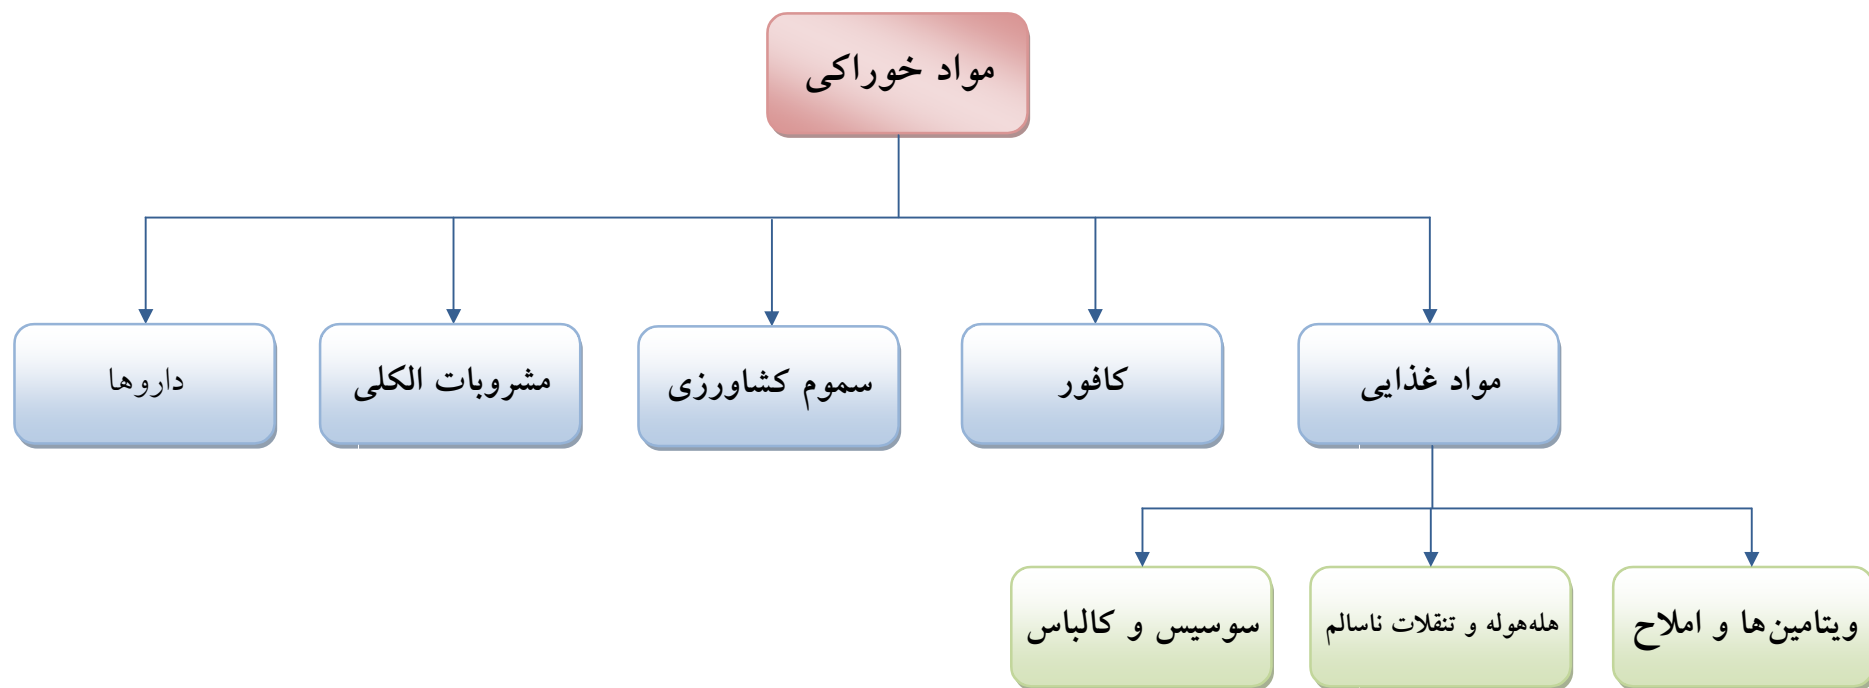 مواد خوراکی
مواد غذایی
کافور
سموم کشاورزی
مشروبات الکلی
داروها
ویتامین‌ها و املاح
هله‌هوله و تنقلات ناسالم
سوسیس و کالباس